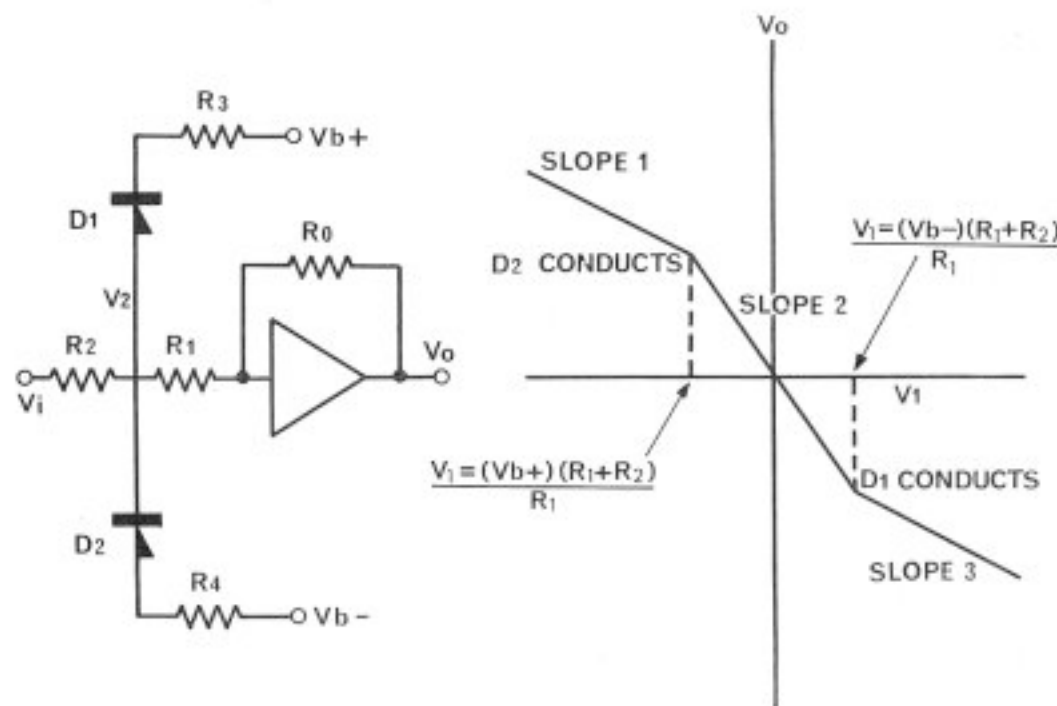 R3
Vb+
D1
R0
V2
R2
R1
Vi
Vo
D2
R4
Vb-
Vo
SLOPE 1
V1=(Vb-)(R1+R2)
R1
D2 CONDUCTS
SLOPE 2
V1
V1=(Vb+)(R1+R2)
R1
D1 CONDUCTS
SLOPE 3